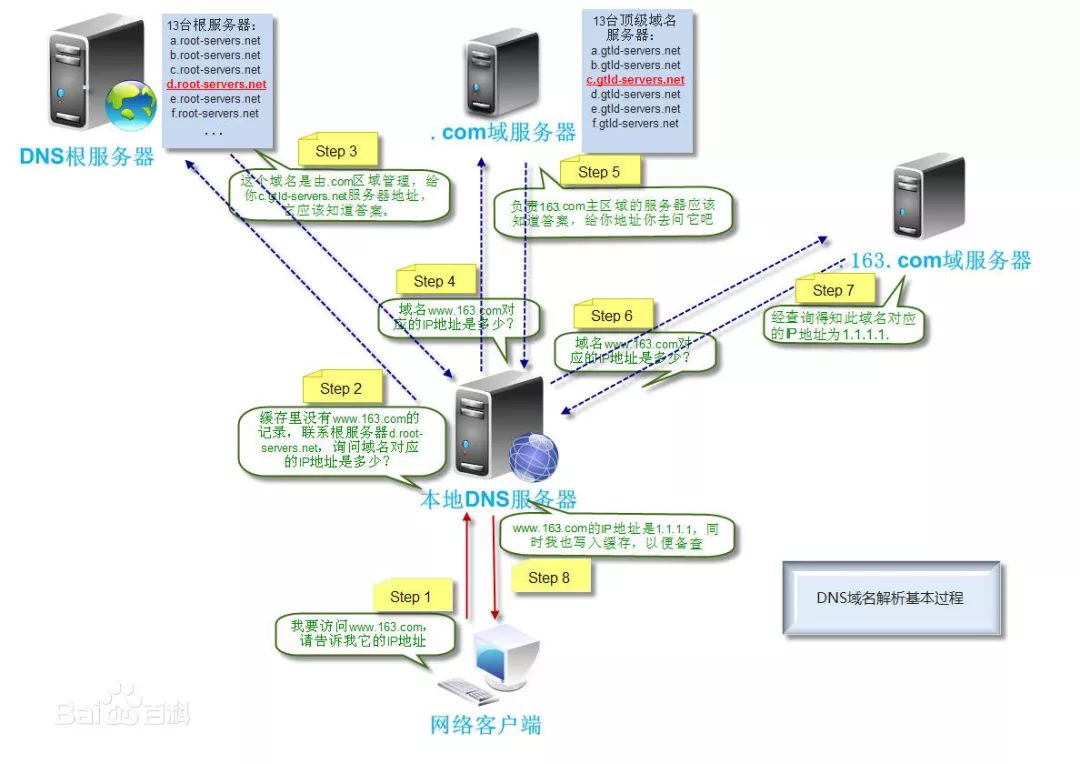 13台根服务器：
a.root-servers.net
b.root-servers.net
c.root-servers.net
d.root-servers.net
e.root-servers.net
f.root-servers.net
...
DNS根服务器
13台顶级域名
服务器：
a.gtld-servers.net
b.gtld-servers.net
c.gtld-servers.net
d.gtld-servers.net
e.gtld-servers.net
f.gtld-servers.net
.com域服务器
Step 3
这个域名是由.com区域管理，给
你c.gtld-servers.net服务器地址，
它应该知道答案。
Step 5
负责163.com主区域的服务器应该
知道答案，给你地址你去问它吧
.163.com域服务器
Step 4
域名www.163.com对
应的IP地址是多少？
Step 6
域名www.163.com对
应的IP地址是多少？
Step 7
经查询得知此域名对应
的IP地址为1.1.1.1.
Step 2
缓存里没有www.163.com的
记录，联系根服务器d.root-
servers.net，询问域名对应
的IP地址是多少？
本地DNS服务器
www.163.com的IP地址是1.1.1.1，同
时我也写入缓存，以便备查
Step 8
Step 1
我要访问www.163.com，
请告诉我它的IP地址
网络客户端
DNS域名解析基本过程
Bai百科